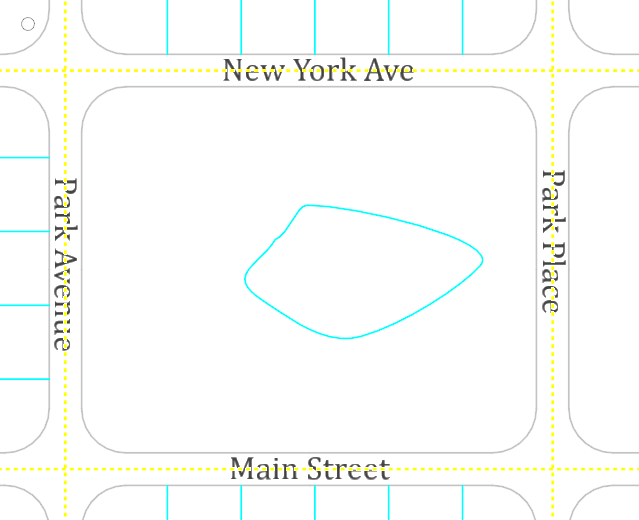 New York Ave
Park Avenue
Park Place
Main Street